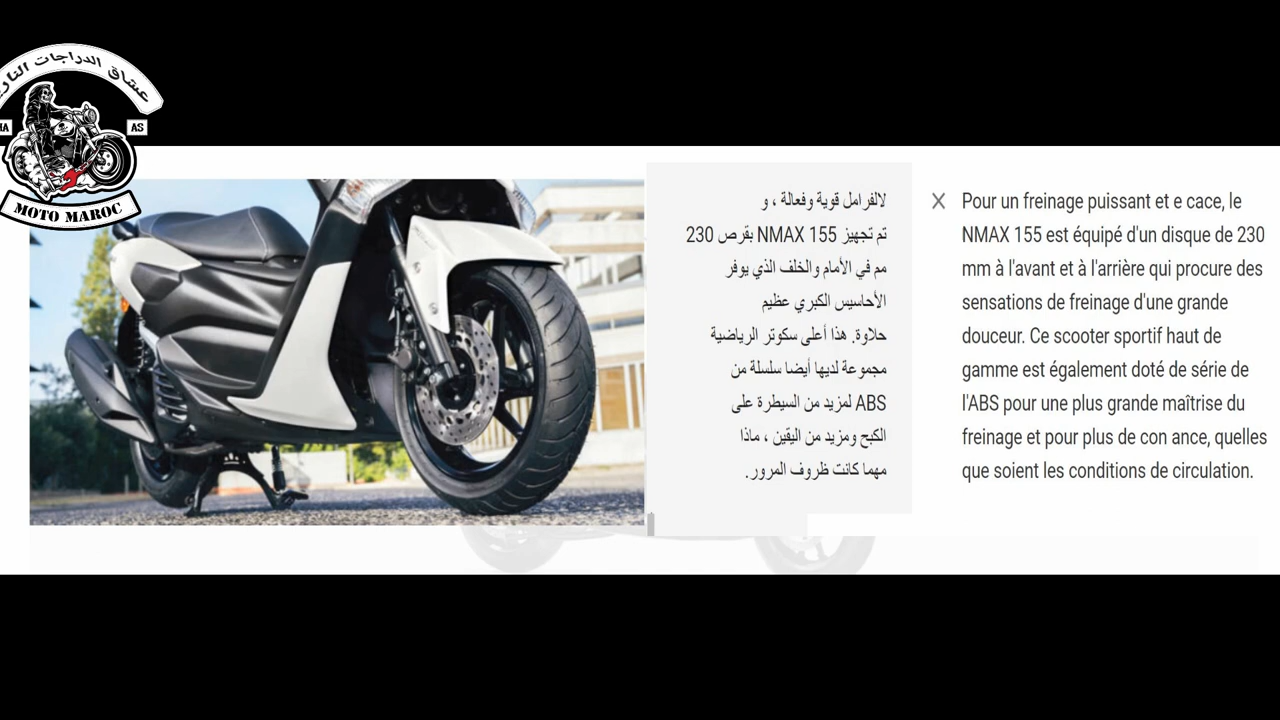 عشاق الدراجات النارية
AS
MOTO MAROC
لالفرامل قوية وفعالة ، و
تم تجهيز NMAX 155 بقرص 230
مم في الأمام والخلف الذي يوفر
الأحاسيس الكبري عظيم
حلاوة. هذا أعلى سكوتر الرياضية
مجموعة لديها أيضا سلسلة من
ABS لمزيد من السيطرة على
الكبح ومزيد من اليقين ، ماذا
مهما كانت ظروف المرور.
Pour un freinage puissant et e cace, le
NMAX 155 est équipé d'un disque de 230
mm à l'avant et à l'arrière qui procure des
sensations de freinage d'une grande
douceur. Ce scooter sportif haut de
gamme est également doté de série de
l'ABS pour une plus grande maîtrise du
freinage et pour plus de con ance, quelles
que soient les conditions de circulation.